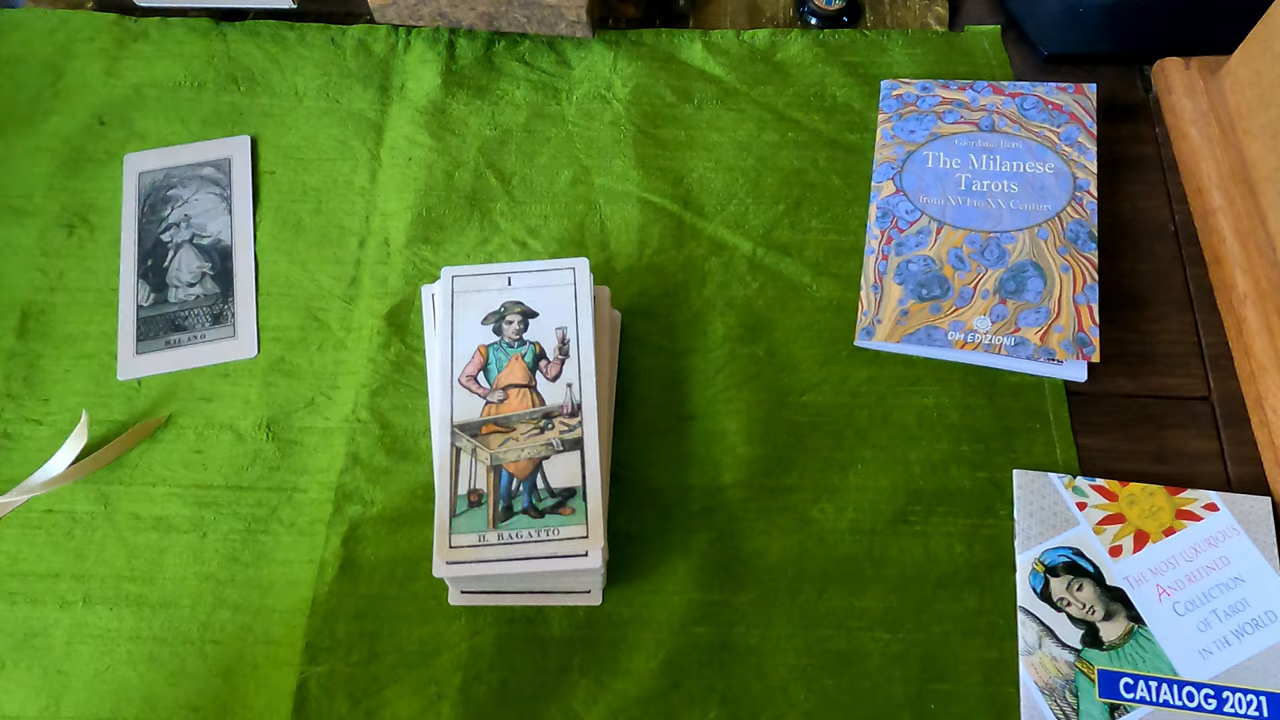 MILANO
I
IL BAGATTO
Giordano Berti
The Milanese
Tarots
from XVI to XX Century
OM EDIZIONI
THE MOST LUXURIOUS
AND REFINED
COLLECTION
OF TAROT
IN THE WORLD
CATALOG 2021